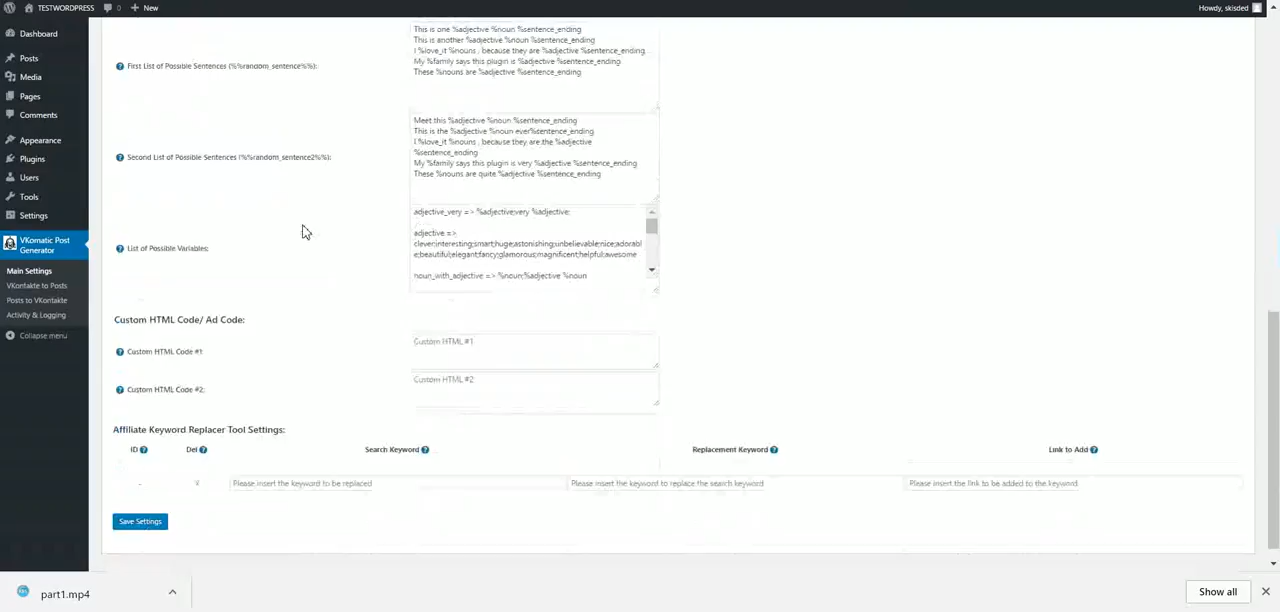 TESTWORDPRESS 0 New Howdy, skisded
Dashboard
Posts
Media
Pages
Comments
Appearance
Plugins
Users
Tools
Settings
VKomatic Post
Generator
Main Settings
VKontakte to Posts
Posts to VKontakte
Activity & Logging
Collapse menu
First List of Possible Sentences (%%random_sentence%%):
This is one %adjective %noun %sentence_ending
This is another %adjective %noun %sentence_ending
I %love_it %nouns , because they are %adjective %sentence_ending
My %family says this plugin is %adjective %sentence_ending
These %nouns are %adjective %sentence_ending
Second List of Possible Sentences (%%random_sentence2%%):
Meet this %adjective %noun %sentence_ending
This is the %adjective %noun ever%sentence_ending
I %love_it %nouns , because they are the %adjective
%sentence_ending
My %family says this plugin is very %adjective %sentence_ending
These %nouns are quite %adjective %sentence_ending
List of Possible Variables:
adjective_very => %adjective;very %adjective;
adjective =>
clever;interesting;smart;huge;astonishing;unbelievable;nice;adorabl
e;beautiful;elegant;fancy;glamorous;magnificent;helpful;awesome
noun_with_adjective => %noun;%adjective %noun
Custom HTML Code/ Ad Code:
Custom HTML Code #1:
Custom HTML #1
Custom HTML Code #2:
Custom HTML #2
Affiliate Keyword Replacer Tool Settings:
ID Del Search Keyword Replacement Keyword Link to Add
- X Please insert the keyword to be replaced Please insert the keyword to replace the search keyword Please insert the link to be added to the keyword
Save Settings
part1.mp4 Show all